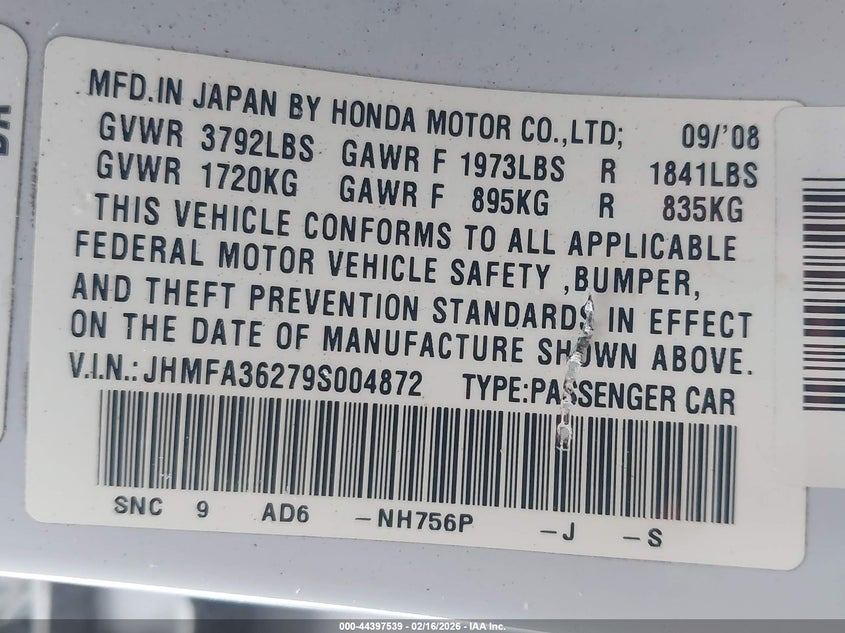 MFD.IN JAPAN BY HONDA MOTOR CO.,LTD; 09/'08
GVWR 3792LBS GAWR F 1973LBS R 1841LBS
GVWR 1720KG GAWR F 895KG R 835KG
THIS VEHICLE CONFORMS TO ALL APPLICABLE
FEDERAL MOTOR VEHICLE SAFETY ,BUMPER,
AND THEFT PREVENTION STANDARDS IN EFFECT
ON THE DATE OF MANUFACTURE SHOWN ABOVE.
V.I.N.: JHMFA36279S004872 TYPE:PASSENGER CAR
SNC 9 AD6 -NH756P -J -S
000-44397539 - 02/16/2026 - IAA Inc.